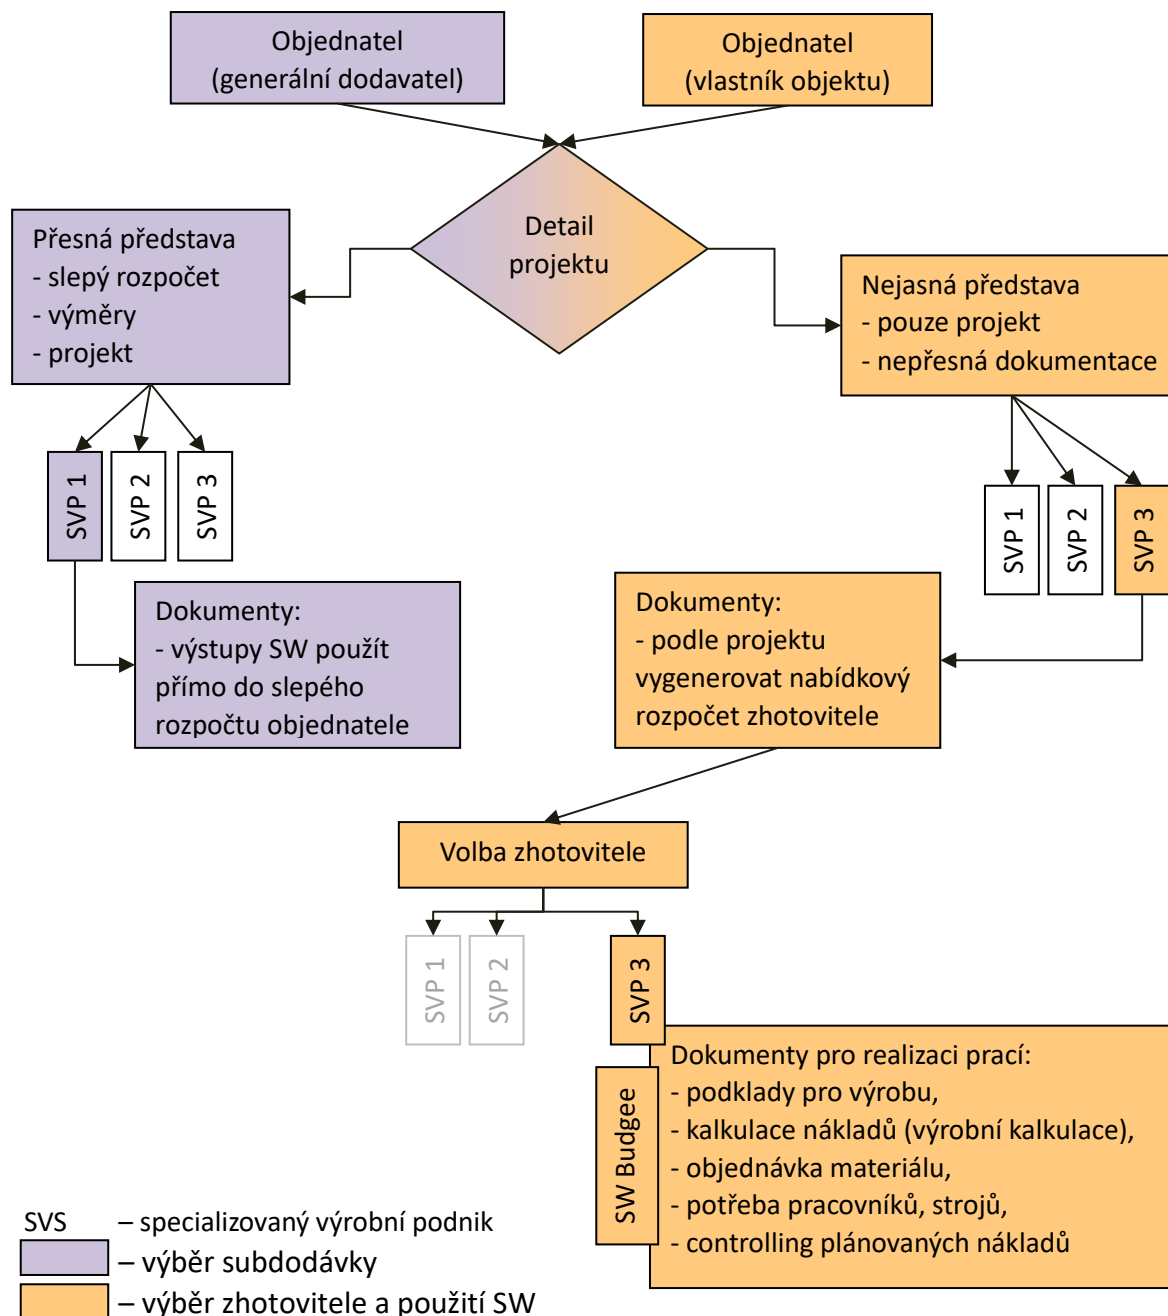 Objednatel
(generální dodavatel)
Objednatel
(vlastník objektu)
Detail
projektu
Přesná představa
- slepý rozpočet
- výměry
- projekt
Nejasná představa
- pouze projekt
- nepřesná dokumentace
SVP 1
SVP 2
SVP 3
SVP 1
SVP 2
SVP 3
Dokumenty:
- výstupy SW použít
přímo do slepého
rozpočtu objednatele
Dokumenty:
- podle projektu
vygenerovat nabídkový
rozpočet zhotovitele
Volba zhotovitele
SVP 1
SVP 2
SVP 3
SW Budgee
Dokumenty pro realizaci prací:
- podklady pro výrobu,
- kalkulace nákladů (výrobní kalkulace),
- objednávka materiálu,
- potřeba pracovníků, strojů,
- controlling plánovaných nákladů
SVS – specializovaný výrobní podnik
– výběr subdodávky
– výběr zhotovitele a použití SW